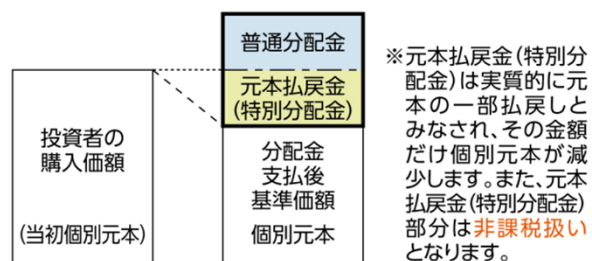 普通分配金
元本払戻金
(特別分配金)
投資者の
購入価額
(当初個別元本)
分配金
支払後
基準価額
個別元本
※元本払戻金(特別分
配金)は実質的に元
本の一部払戻しと
みなされ、その金額
だけ個別元本が減
少します。また、元本
払戻金(特別分配金)
部分は非課税扱い
となります。